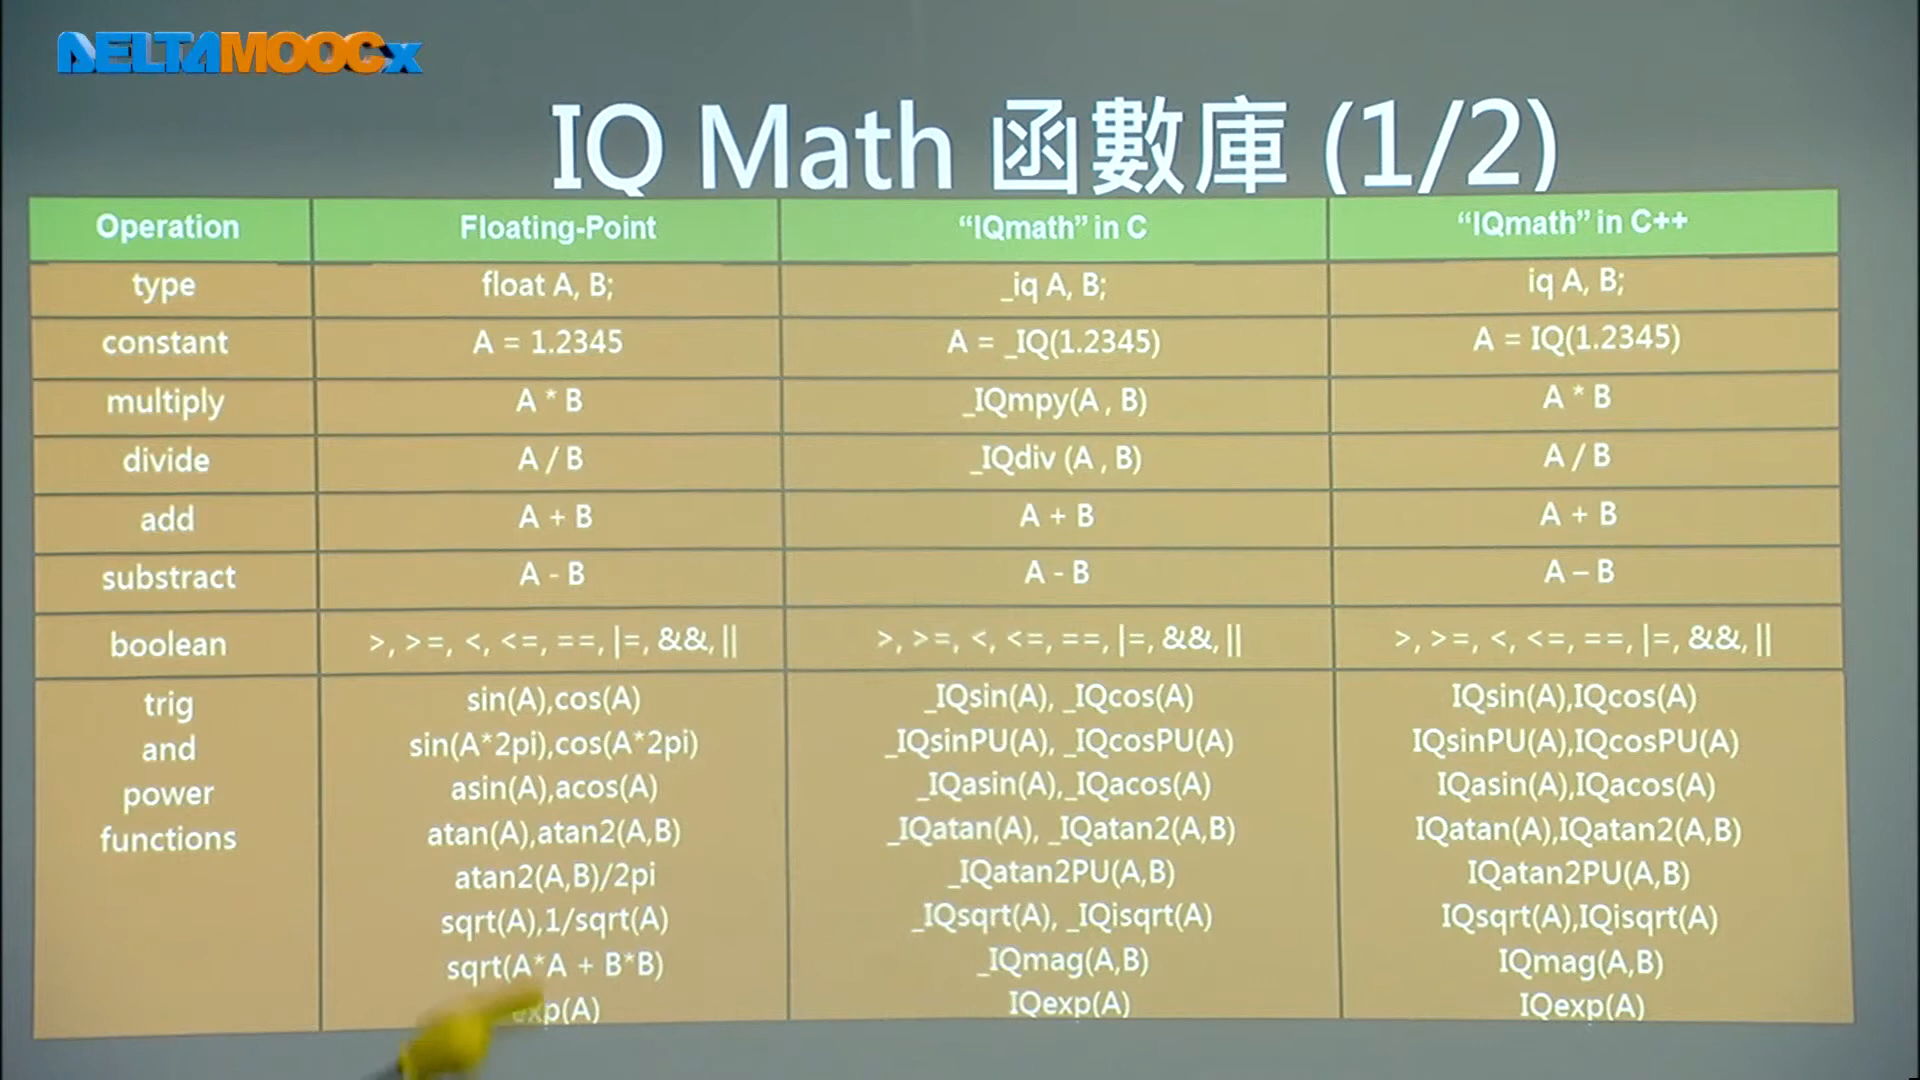 DELTAMOOCx
IQ Math 函數庫 (1/2)
Operation Floating-Point “IQmath” in C “IQmath” in C++
type float A, B; _iq A, B; iq A, B;
constant A = 1.2345 A = _IQ(1.2345) A = IQ(1.2345)
multiply A * B _IQmpy(A , B) A * B
divide A / B _IQdiv (A , B) A / B
add A + B A + B A + B
substract A - B A - B A – B
boolean >, >=, <, <=, ==, |=, &&, || >, >=, <, <=, ==, |=, &&, || >, >=, <, <=, ==, |=, &&, ||
trig sin(A),cos(A) _IQsin(A), _IQcos(A) IQsin(A),IQcos(A)
and sin(A*2pi),cos(A*2pi) _IQsinPU(A), _IQcosPU(A) IQsinPU(A),IQcosPU(A)
power asin(A),acos(A) _IQasin(A),_IQacos(A) IQasin(A),IQacos(A)
functions atan(A),atan2(A,B) _IQatan(A), _IQatan2(A,B) IQatan(A),IQatan2(A,B)
atan2(A,B)/2pi _IQatan2PU(A,B) IQatan2PU(A,B)
sqrt(A),1/sqrt(A) _IQsqrt(A), _IQisqrt(A) IQsqrt(A),IQisqrt(A)
sqrt(A*A + B*B) _IQmag(A,B) IQmag(A,B)
exp(A) IQexp(A) IQexp(A)